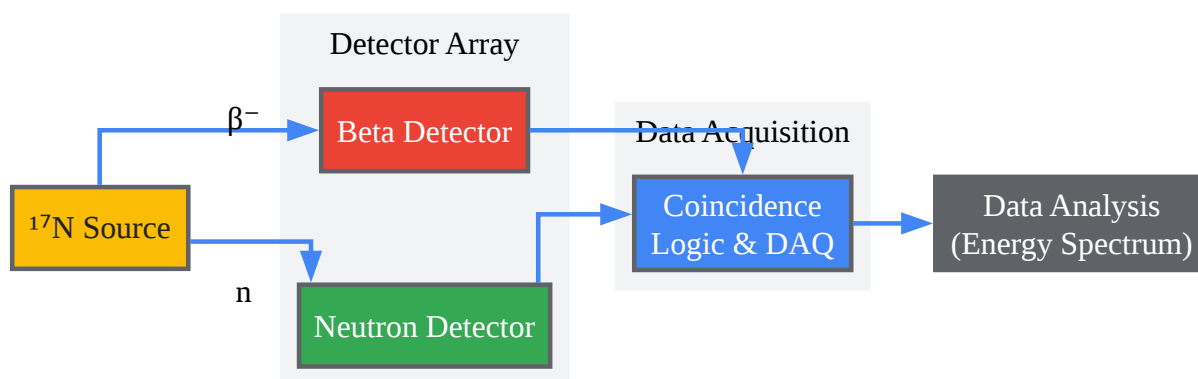 Detector Array
β⁻
Beta Detector
Data Acquisition
¹⁷N Source
Coincidence
Logic & DAQ
Data Analysis
(Energy Spectrum)
n
Neutron Detector